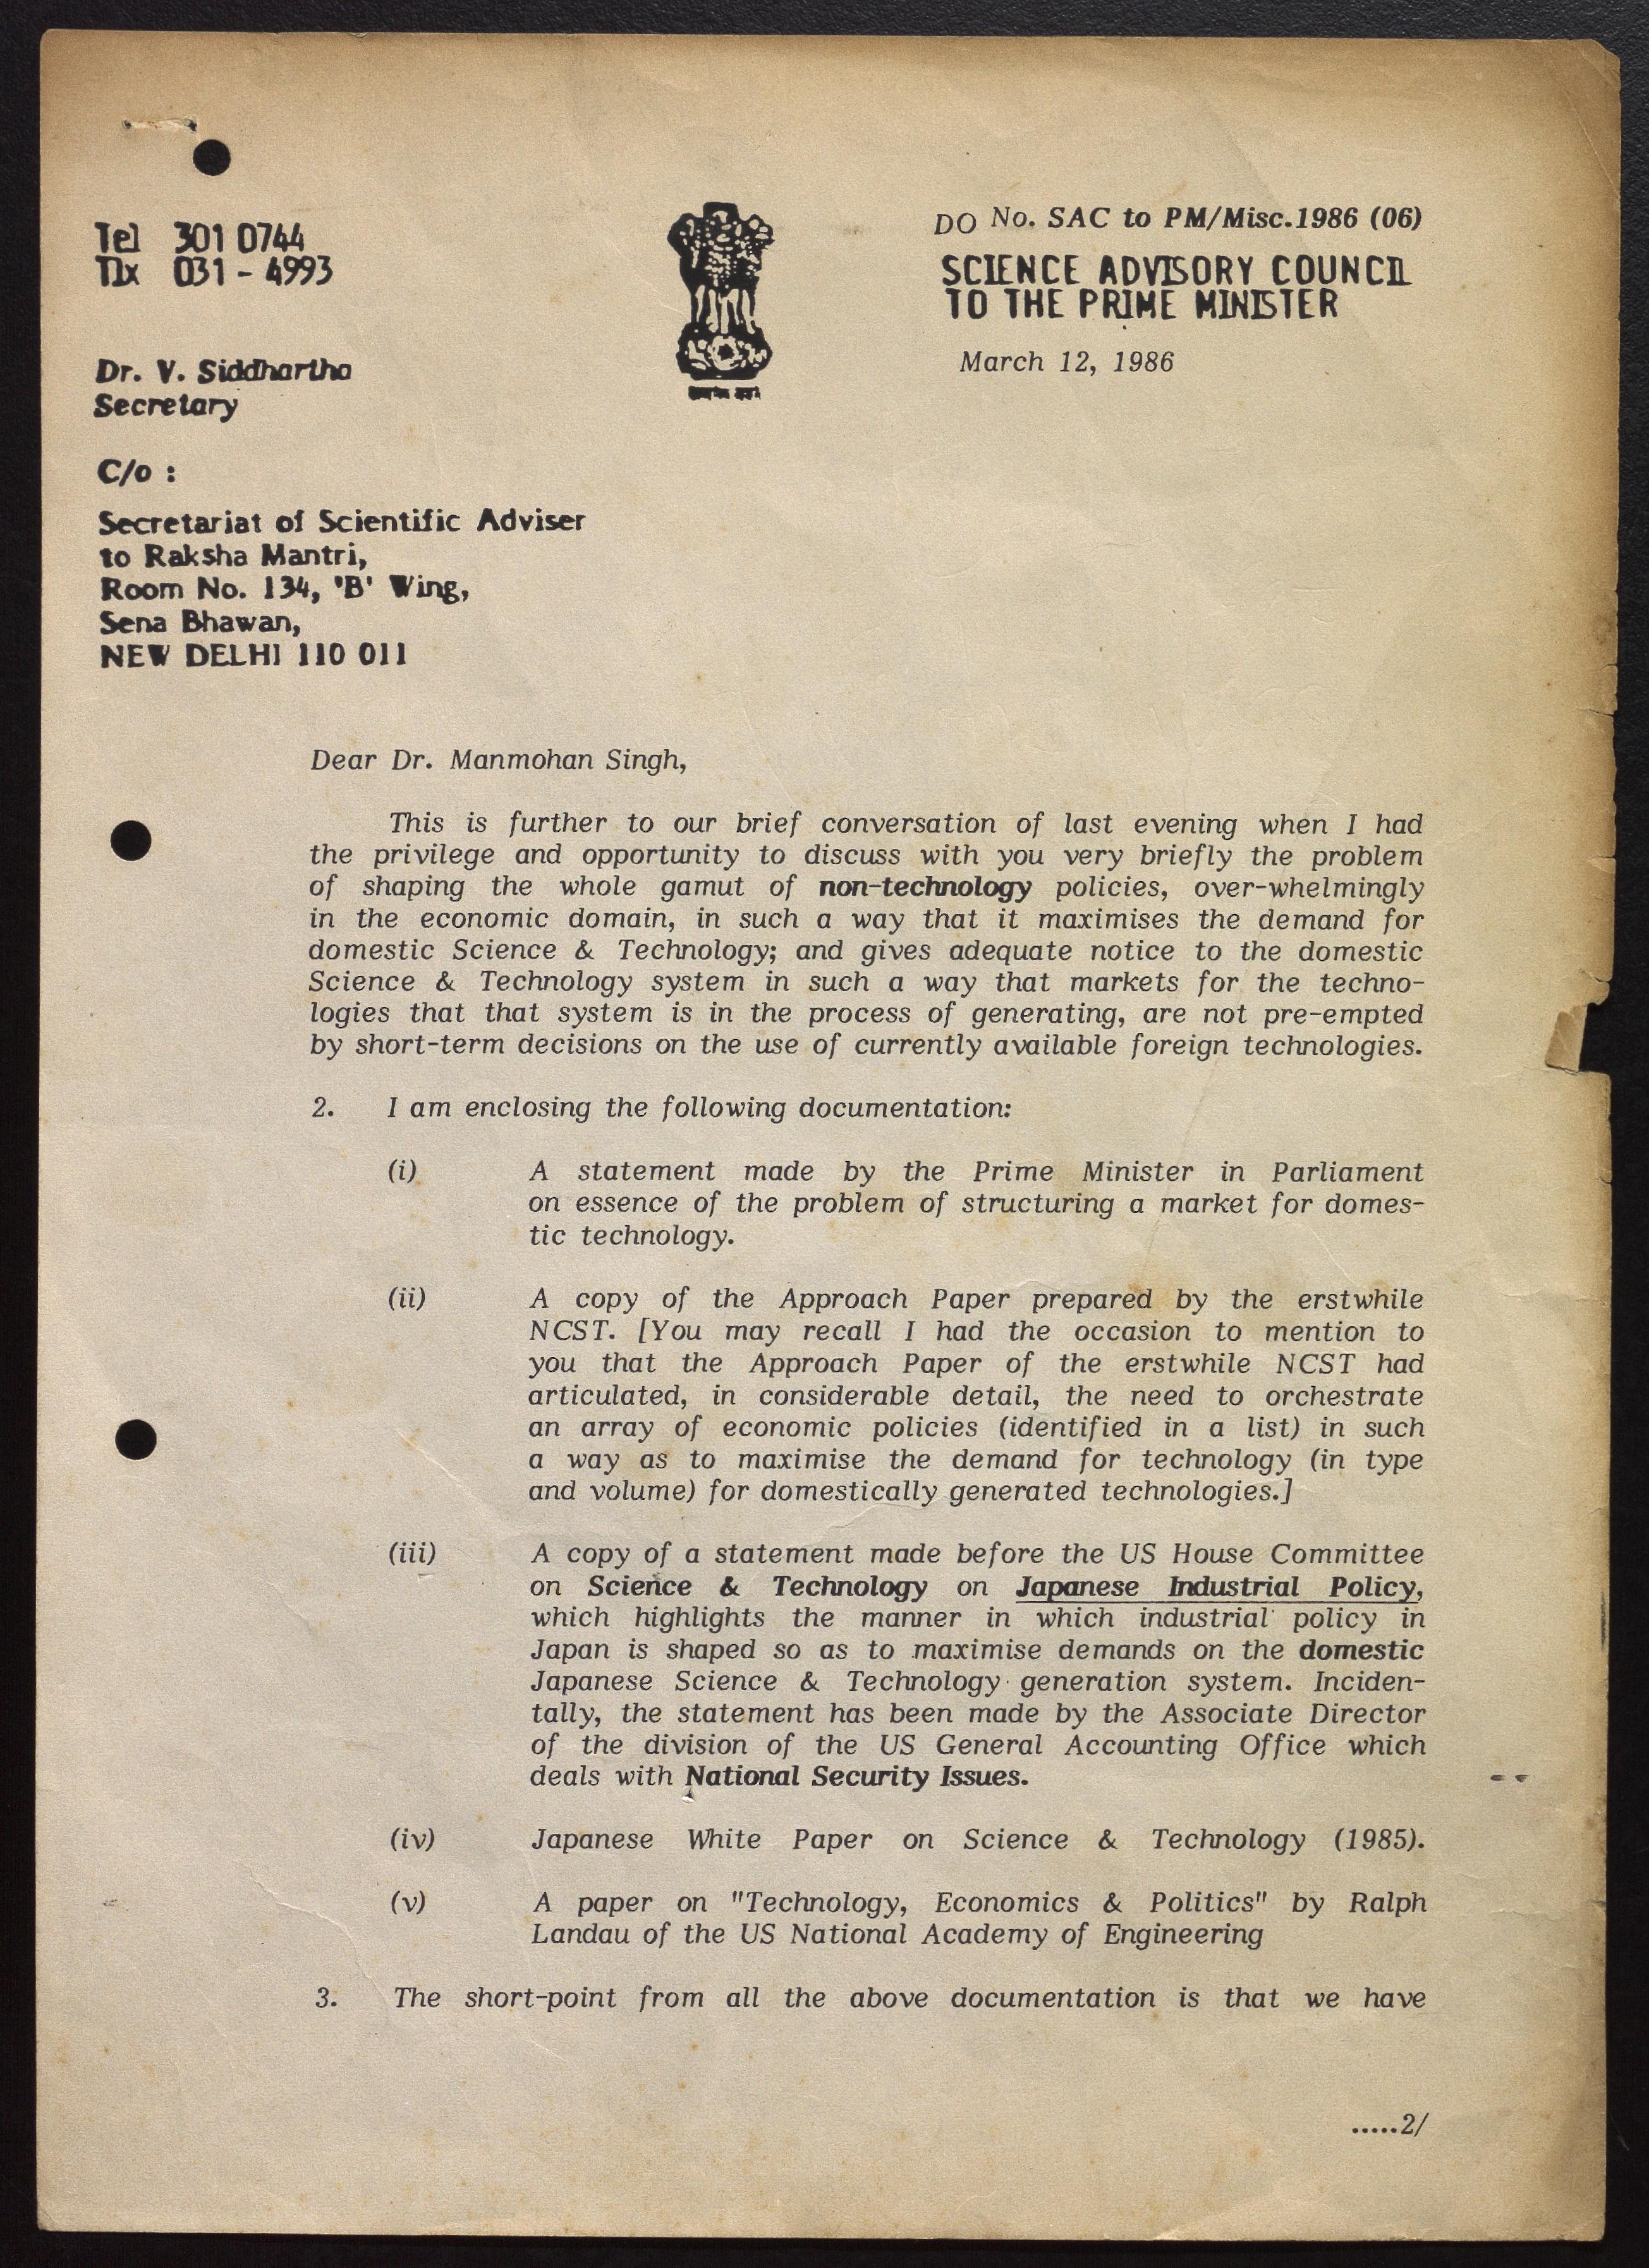 Tel 301 0744
Tlx 031 - 4993
DO No. SAC to PM/Misc.1986 (06)
SCIENCE ADVISORY COUNCIL
TO THE PRIME MINISTER
March 12, 1986
Dr. V. Siddhartha
Secretary
C/o :
Secretariat of Scientific Adviser
to Raksha Mantri,
Room No. 134, 'B' Wing,
Sena Bhawan,
NEW DELHI 110 011
Dear Dr. Manmohan Singh,
This is further to our brief conversation of last evening when I had
the privilege and opportunity to discuss with you very briefly the problem
of shaping the whole gamut of non-technology policies, over-whelmingly
in the economic domain, in such a way that it maximises the demand for
domestic Science & Technology; and gives adequate notice to the domestic
Science & Technology system in such a way that markets for the techno-
logies that that system is in the process of generating, are not pre-empted
by short-term decisions on the use of currently available foreign technologies.
2. I am enclosing the following documentation:
(i) A statement made by the Prime Minister in Parliament
on essence of the problem of structuring a market for domes-
tic technology.
(ii) A copy of the Approach Paper prepared by the erstwhile
NCST. [You may recall I had the occasion to mention to
you that the Approach Paper of the erstwhile NCST had
articulated, in considerable detail, the need to orchestrate
an array of economic policies (identified in a list) in such
a way as to maximise the demand for technology (in type
and volume) for domestically generated technologies.]
(iii) A copy of a statement made before the US House Committee
on Science & Technology on Japanese Industrial Policy,
which highlights the manner in which industrial policy in
Japan is shaped so as to maximise demands on the domestic
Japanese Science & Technology generation system. Inciden-
tally, the statement has been made by the Associate Director
of the division of the US General Accounting Office which
deals with National Security Issues.
(iv) Japanese White Paper on Science & Technology (1985).
(v) A paper on "Technology, Economics & Politics" by Ralph
Landau of the US National Academy of Engineering
3. The short-point from all the above documentation is that we have
.....2/